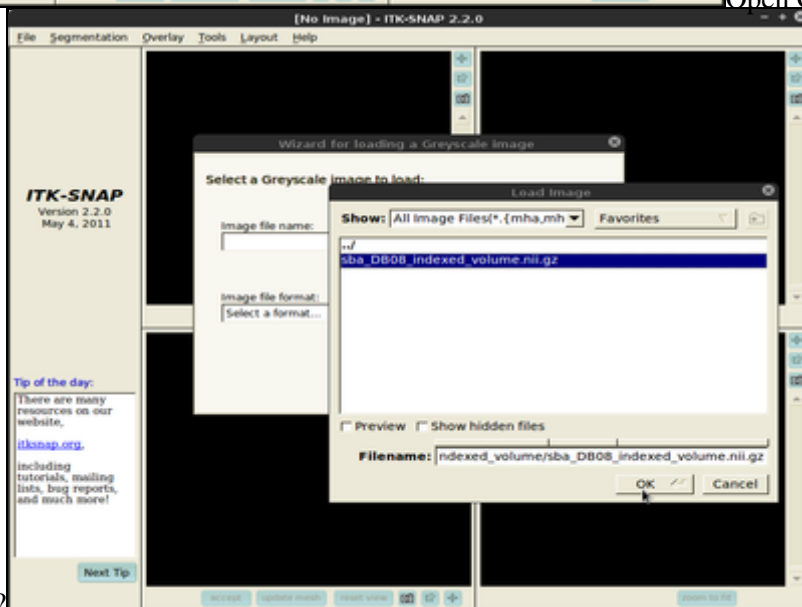 Open
[No Image] - ITK-SNAP 2.2.0
File Segmentation Overlay Tools Layout Help
ITK-SNAP
Version 2.2.0
May 4, 2011
Wizard for loading a Greyscale image
Select a Greyscale image to load:
Image file name:
Image file format:
Select a format...
Load Image
Show: All Image Files(*.{mha,mh Favorites
../
sba_DB08_indexed_volume.nii.gz
Preview Show hidden files
Filename: ndexed_volume/sba_DB08_indexed_volume.nii.gz
OK Cancel
Tip of the day:
There are many
resources on our
website,
itksnap.org,
including
tutorials, mailing
lists, bug reports,
and much more!
Next Tip
accept update mesh reset view zoom to fit
2